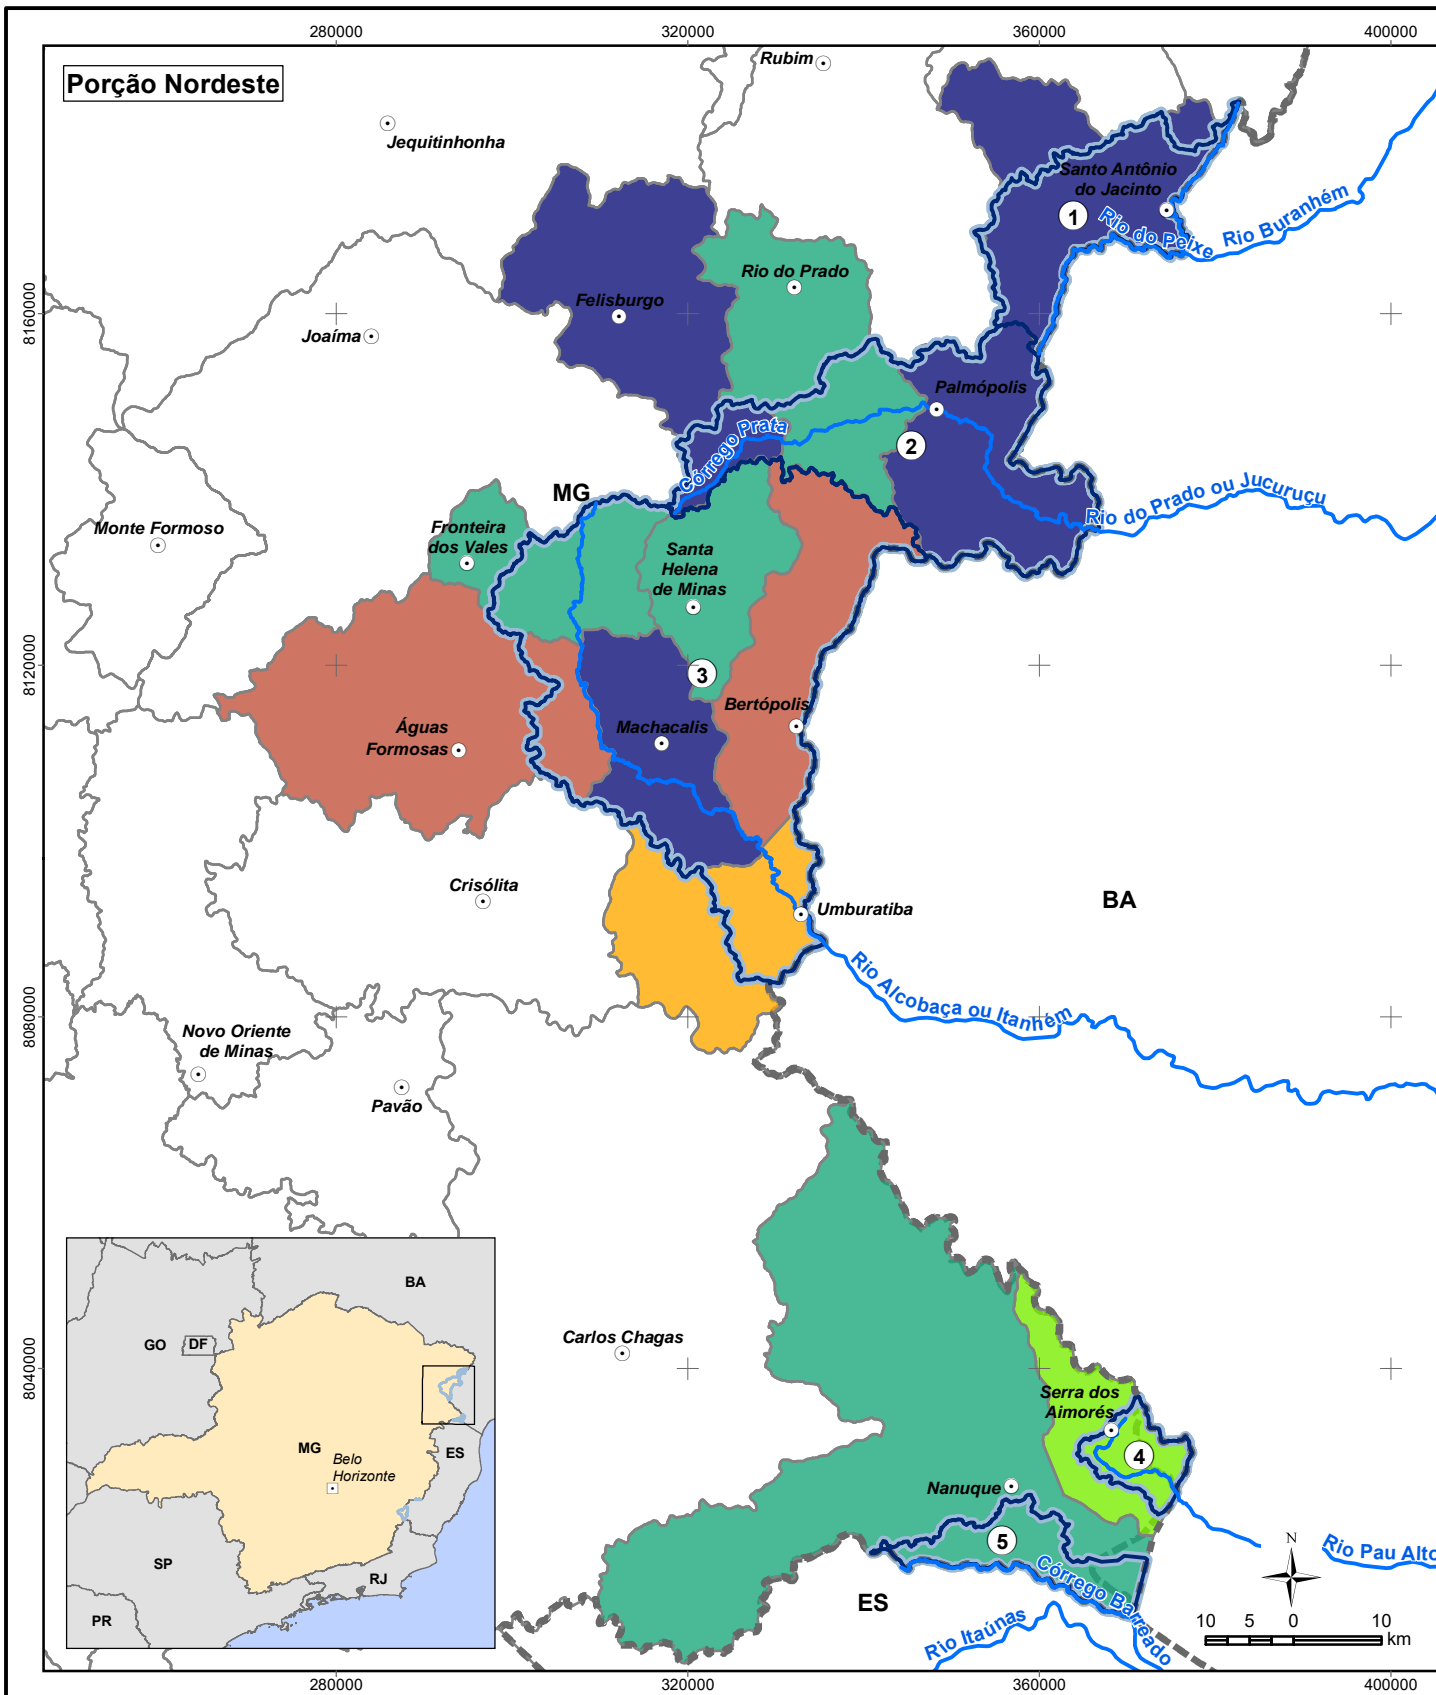 280000
320000
360000
400000
Porção Nordeste
Rubim
Jequitinhonha
Santo Antônio
do Jacinto
1
Rio do Peixe
Rio Buranhém
Rio do Prado
Felisburgo
8160000
Joaíma
Palmópolis
Córrego Prata
2
MG
Rio do Prado ou Jucuruçu
Monte Formoso
Fronteira
dos Vales
Santa
Helena
de Minas
8120000
3
Águas
Formosas
Machacalis
Bertópolis
Crisólita
Umburatiba
BA
Rio Alcobaça ou Itanhém
8080000
Novo Oriente
de Minas
Pavão
Carlos Chagas
8040000
Serra dos
Aimorés
4
Nanuque
5
Córrego Barreado
Rio Pau Alto
ES
Rio Itaúnas
N
10 5 0 10
km
BA
GO
DF
MG
Belo
Horizonte
ES
SP
RJ
PR
280000
320000
360000
400000